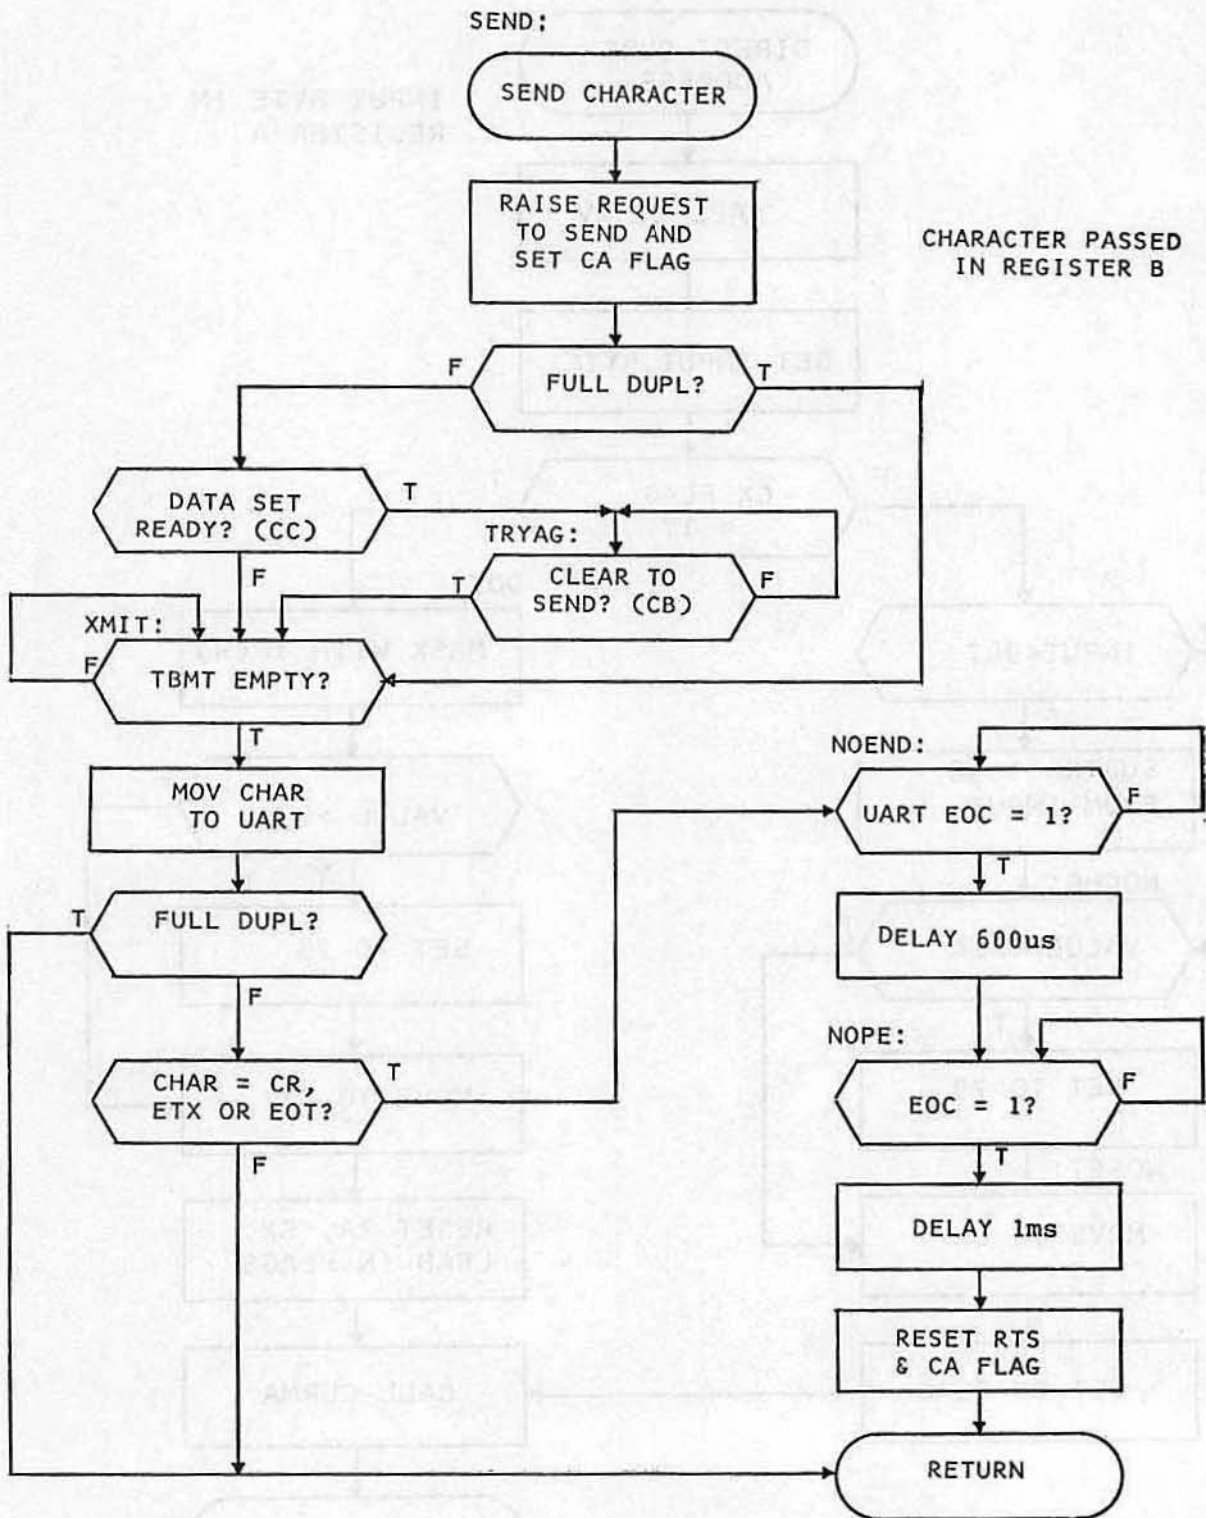 SEND:
SEND CHARACTER
RAISE REQUEST
TO SEND AND
SET CA FLAG
CHARACTER PASSED
IN REGISTER B
F
FULL DUPL?
T
DATA SET
READY? (CC)
T
F
TRYAG:
T
CLEAR TO
SEND? (CB)
F
XMIT:
F
TBMT EMPTY?
T
MOV CHAR
TO UART
T
FULL DUPL?
F
CHAR = CR,
ETX OR EOT?
T
F
NOEND:
UART EOC = 1?
F
T
DELAY 600us
NOPE:
EOC = 1?
F
T
DELAY 1ms
RESET RTS
& CA FLAG
RETURN